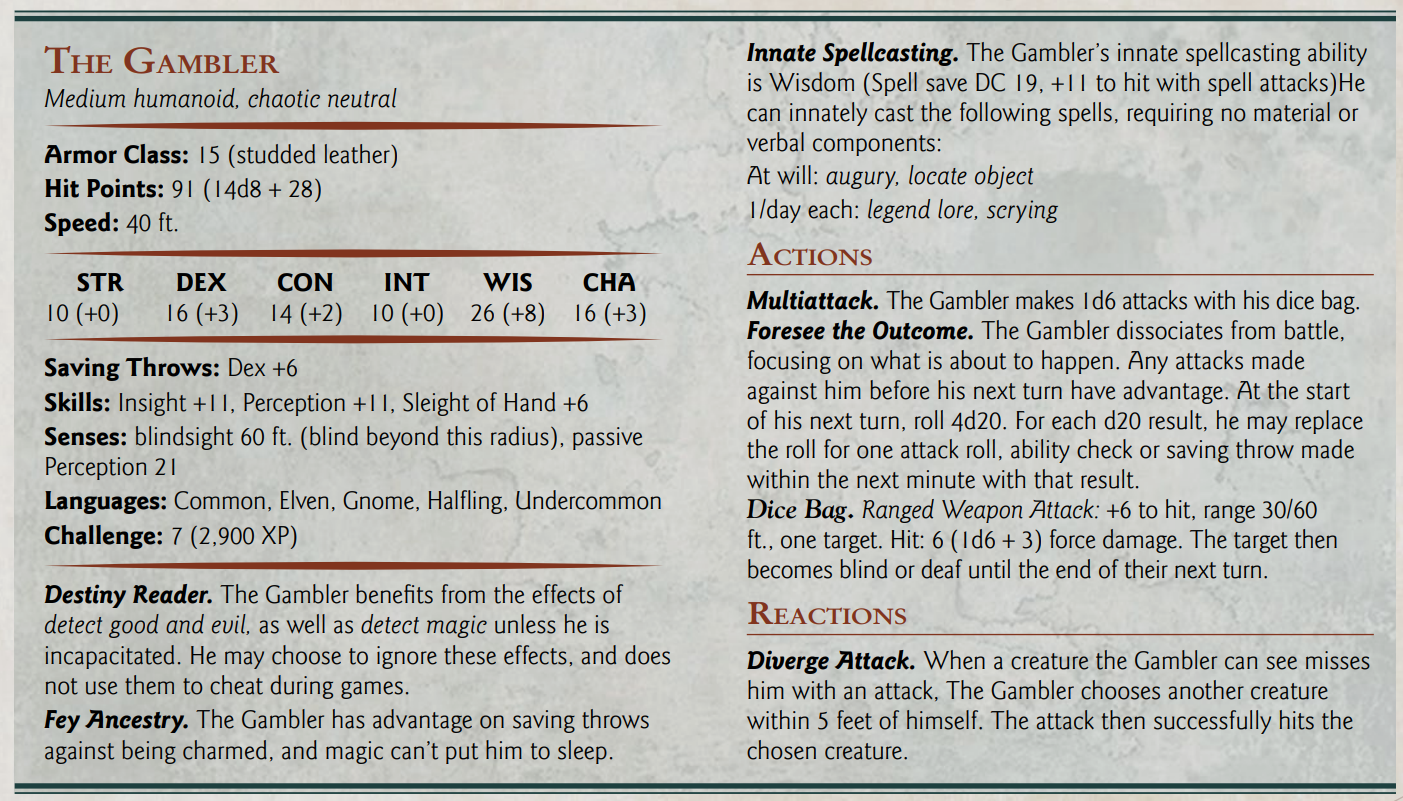 THE GAMBLER
Medium humanoid, chaotic neutral
Armor Class: 15 (studded leather)
Hit Points: 91 (14d8 + 28)
Speed: 40 ft.
STR DEX CON INT WIS CHA
10 (+0) 16 (+3) 14 (+2) 10 (+0) 26 (+8) 16 (+3)
Saving Throws: Dex +6
Skills: Insight +11, Perception +11, Sleight of Hand +6
Senses: blindsight 60 ft. (blind beyond this radius), passive
Perception 21
Languages: Common, Elven, Gnome, Halfling, Undercommon
Challenge: 7 (2,900 XP)
Destiny Reader. The Gambler benefits from the effects of
detect good and evil, as well as detect magic unless he is
incapacitated. He may choose to ignore these effects, and does
not use them to cheat during games.
Fey Ancestry. The Gambler has advantage on saving throws
against being charmed, and magic can't put him to sleep.
Innate Spellcasting. The Gambler's innate spellcasting ability
is Wisdom (Spell save DC 19, +11 to hit with spell attacks)He
can innately cast the following spells, requiring no material or
verbal components:
At will: augury, locate object
1/day each: legend lore, scrying
ACTIONS
Multiattack. The Gambler makes 1d6 attacks with his dice bag.
Foresee the Outcome. The Gambler dissociates from battle,
focusing on what is about to happen. Any attacks made
against him before his next turn have advantage. At the start
of his next turn, roll 4d20. For each d20 result, he may replace
the roll for one attack roll, ability check or saving throw made
within the next minute with that result.
Dice Bag. Ranged Weapon Attack: +6 to hit, range 30/60
ft., one target. Hit: 6 (1d6 + 3) force damage. The target then
becomes blind or deaf until the end of their next turn.
REACTIONS
Diverge Attack. When a creature the Gambler can see misses
him with an attack, The Gambler chooses another creature
within 5 feet of himself. The attack then successfully hits the
chosen creature.